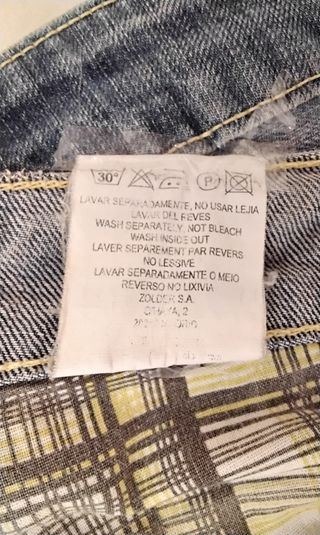 30° P
LAVAR SEPARADAMENTE, NO USAR LEJIA
LAVAR DEL REVES
WASH SEPARATELY, NOT BLEACH
WASH INSIDE OUT
LAVER SEPAREMENT PAR REVERS
NO LESSIVE
LAVAR SEPARADAMENTE O MEIO
REVERSO NO LIXIVIA
ZOLDER S.A.
2